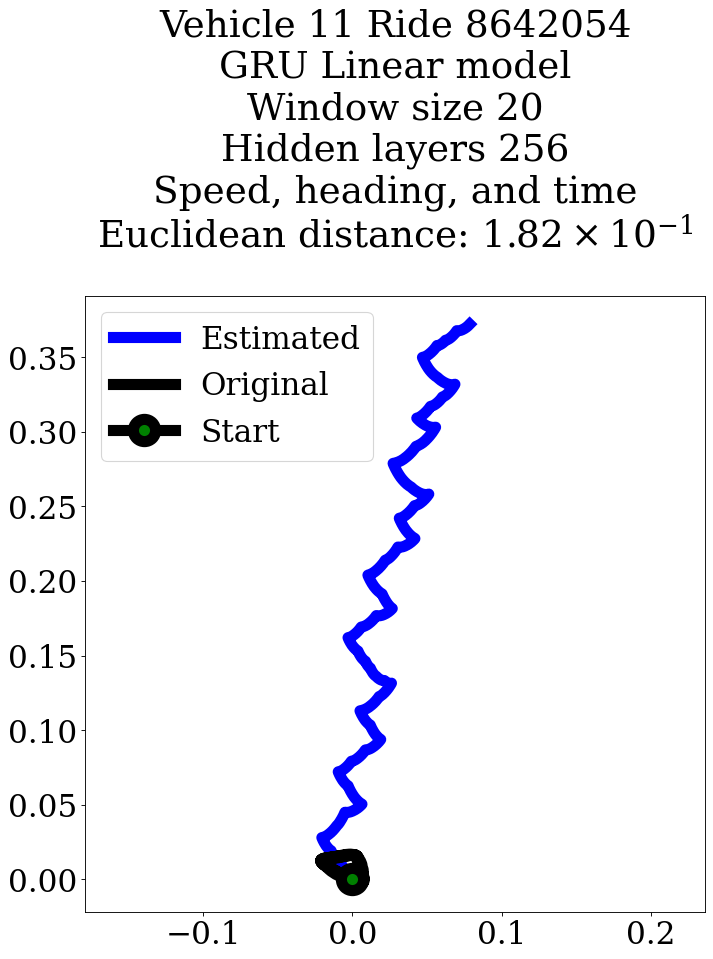 Vehicle 11 Ride 8642054
GRU Linear model
Window size 20
Hidden layers 256
Speed, heading, and time
Euclidean distance: 1.82 × 10⁻¹
Estimated
Original
Start
0.35
0.30
0.25
0.20
0.15
0.10
0.05
0.00
−0.1 0.0 0.1 0.2